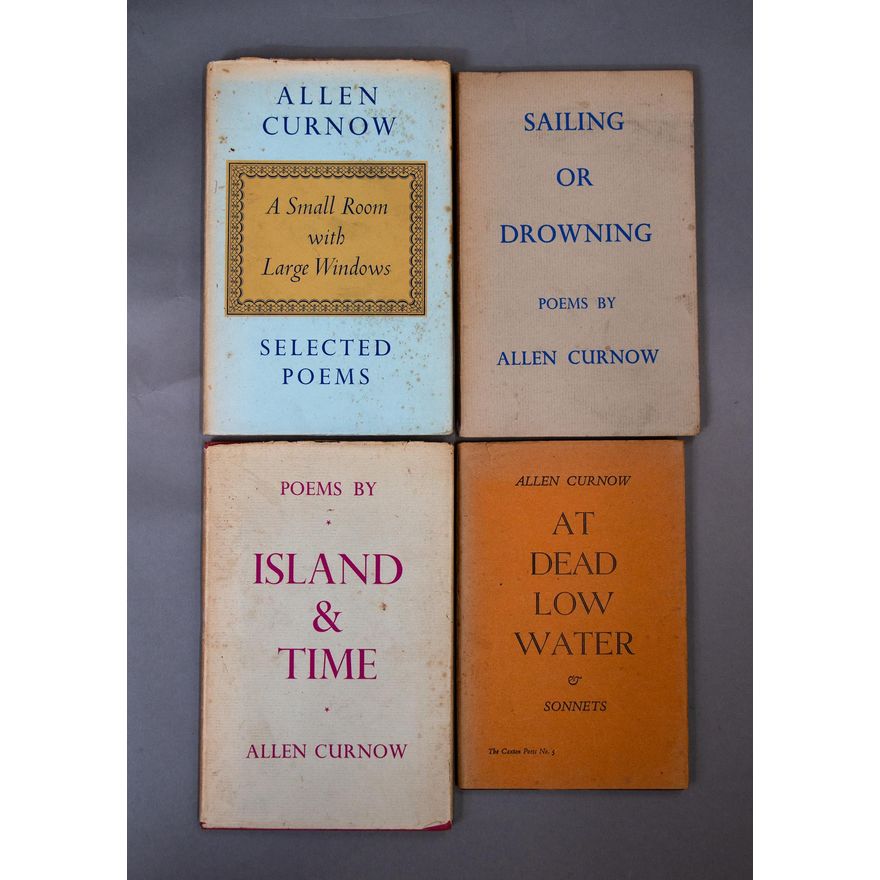 ALLEN
CURNOW
A Small Room
with
Large Windows
SELECTED
POEMS
SAILING
OR
DROWNING
POEMS BY
ALLEN CURNOW
POEMS BY
ISLAND
&
TIME
ALLEN CURNOW
ALLEN CURNOW
AT
DEAD
LOW
WATER
&
SONNETS
The Caxton Poets No. 5